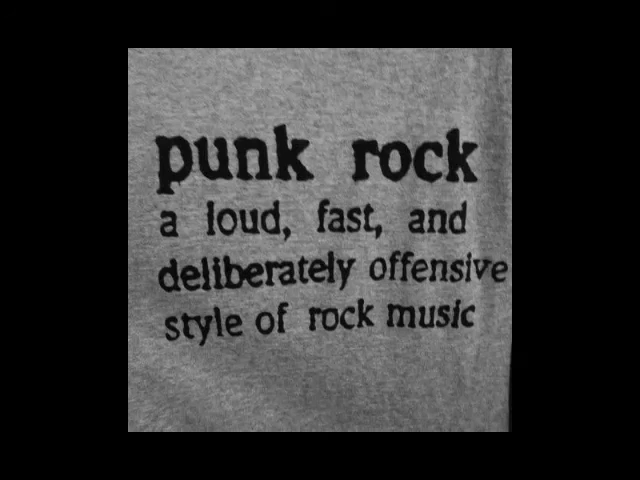 punk rock
a loud, fast, and
deliberately offensive
style of rock music